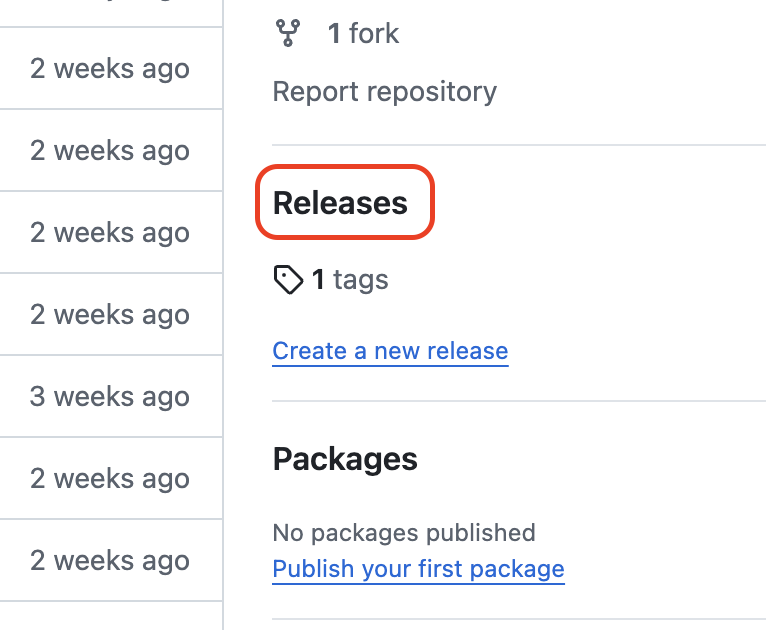 1 fork
2 weeks ago
Report repository
2 weeks ago
Releases
2 weeks ago
1 tags
2 weeks ago
Create a new release
3 weeks ago
Packages
2 weeks ago
No packages published
2 weeks ago
Publish your first package